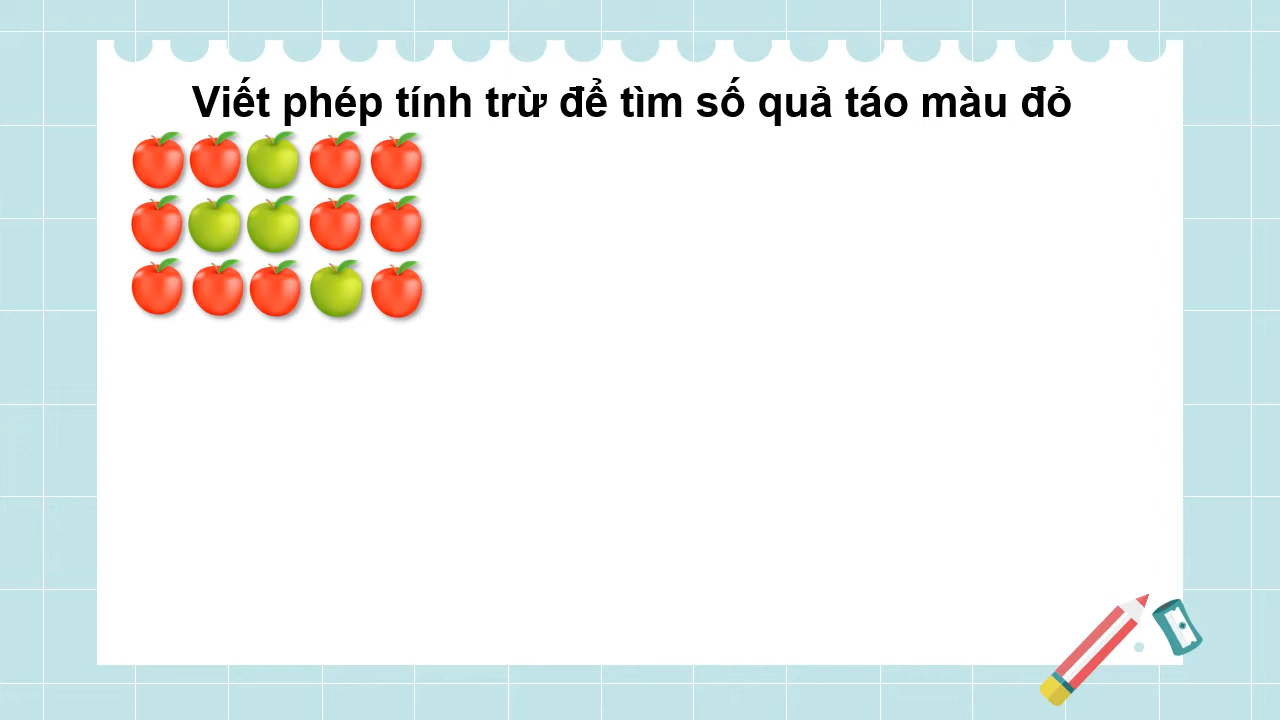 Viết phép tính trừ để tìm số quả táo màu đỏ